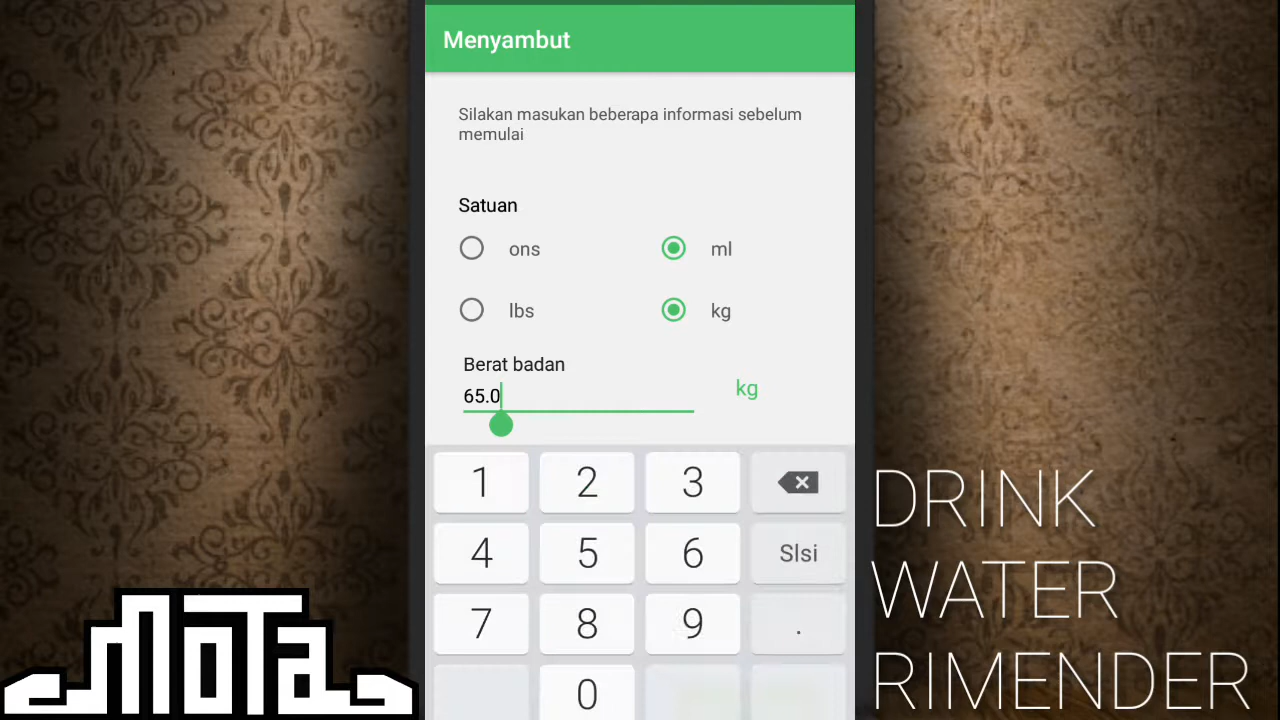 Menyambut
Silakan masukan beberapa informasi sebelum
memulai
Satuan
ons ml
lbs kg
Berat badan
65.0 kg
1 2 3
4 5 6 Slsi
7 8 9 .
0
nota
DRINK
WATER
RIMENDER